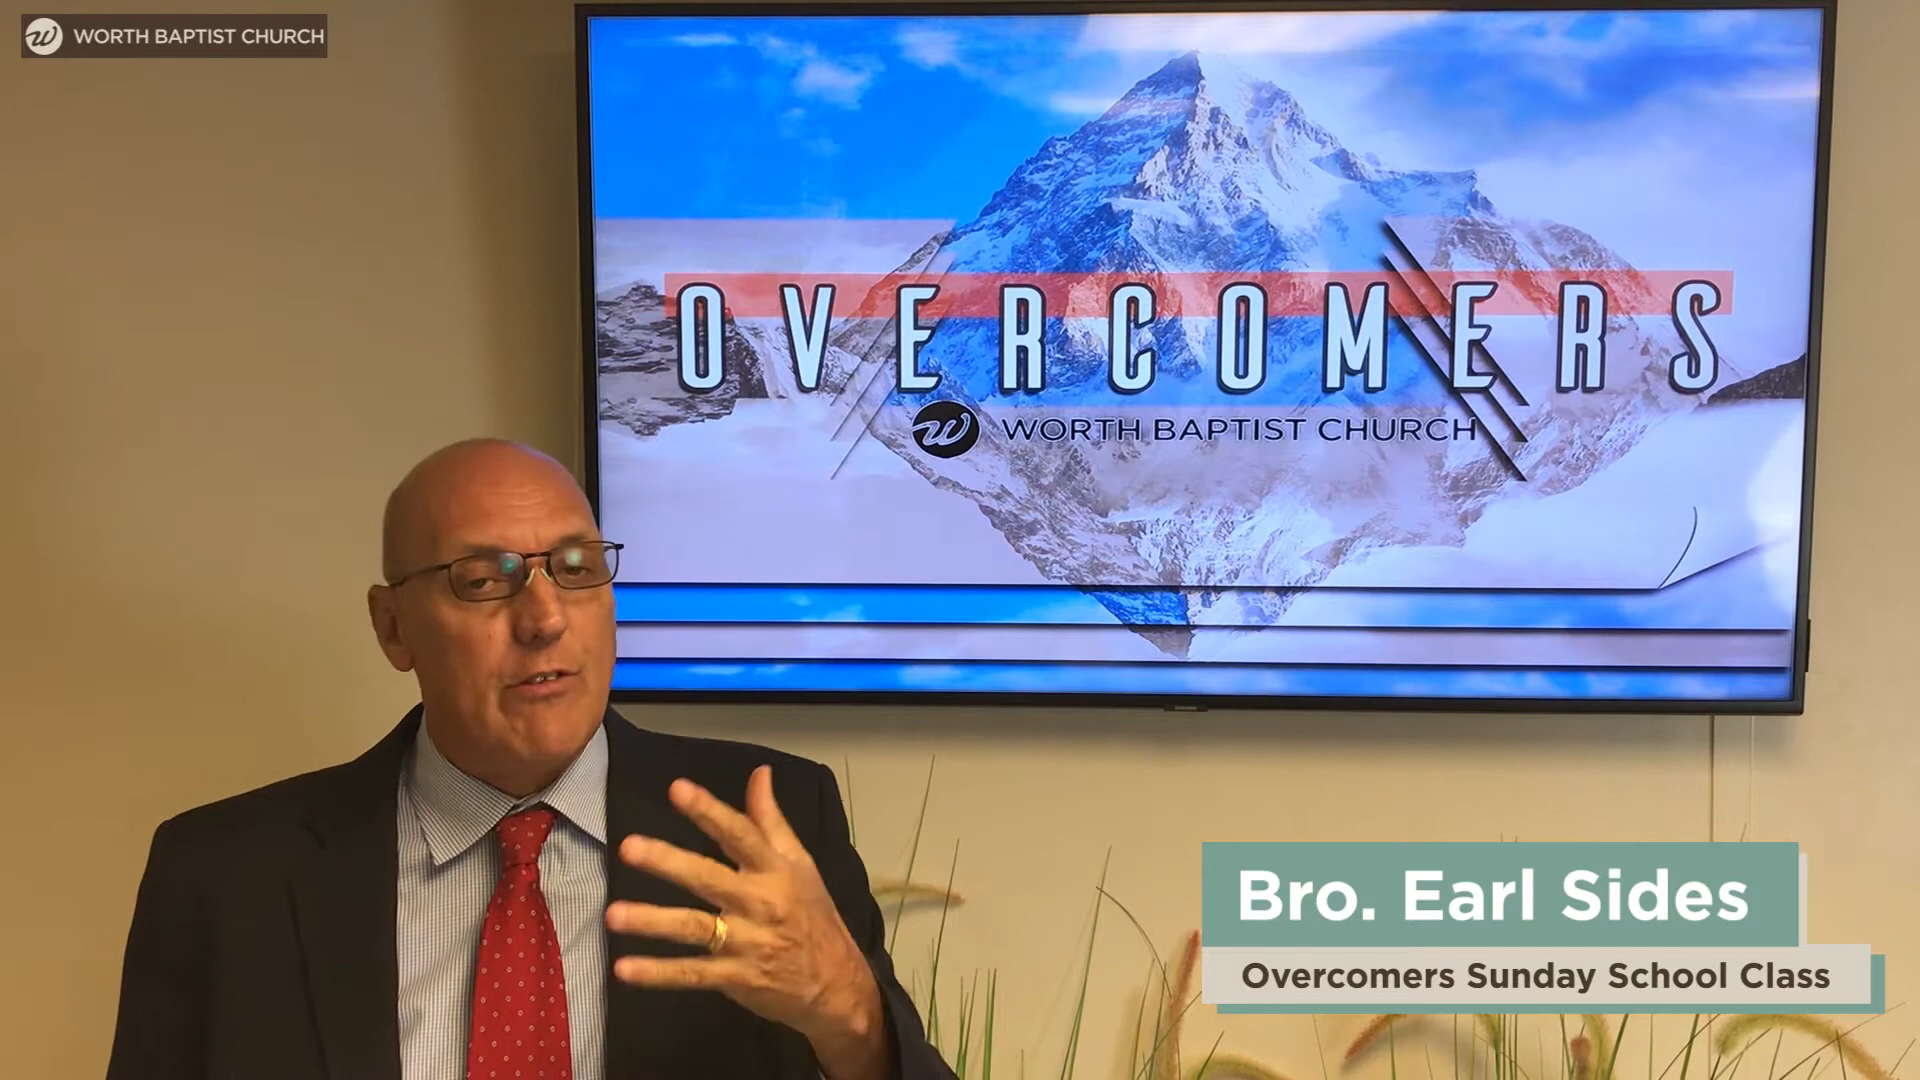 WORTH BAPTIST CHURCH
OVERCOMERS
WORTH BAPTIST CHURCH
Bro. Earl Sides
Overcomers Sunday School Class